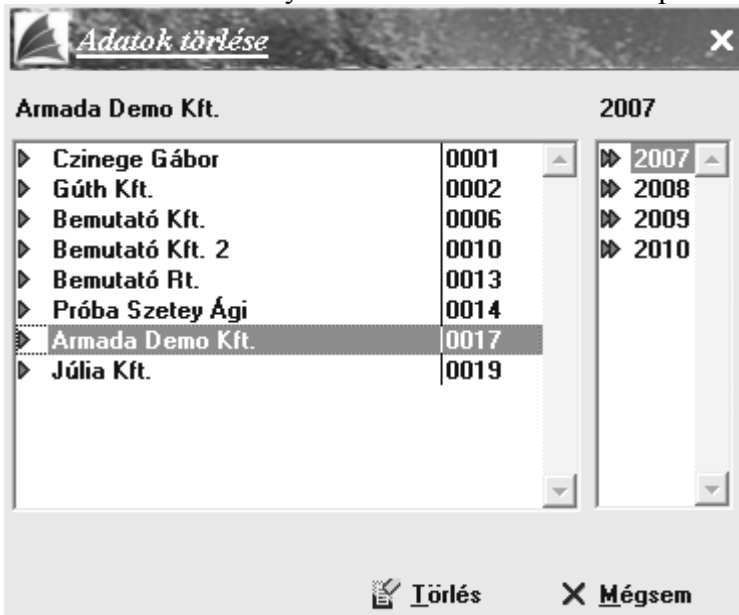 Adatok törlése
Armada Demo Kft. 2007
Czinege Gábor 0001 2007
Gúth Kft. 0002 2008
Bemutató Kft. 0006 2009
Bemutató Kft. 2 0010 2010
Bemutató Rt. 0013
Próba Szetey Ági 0014
Armada Demo Kft. 0017
Júlia Kft. 0019
Törlés Mégsem